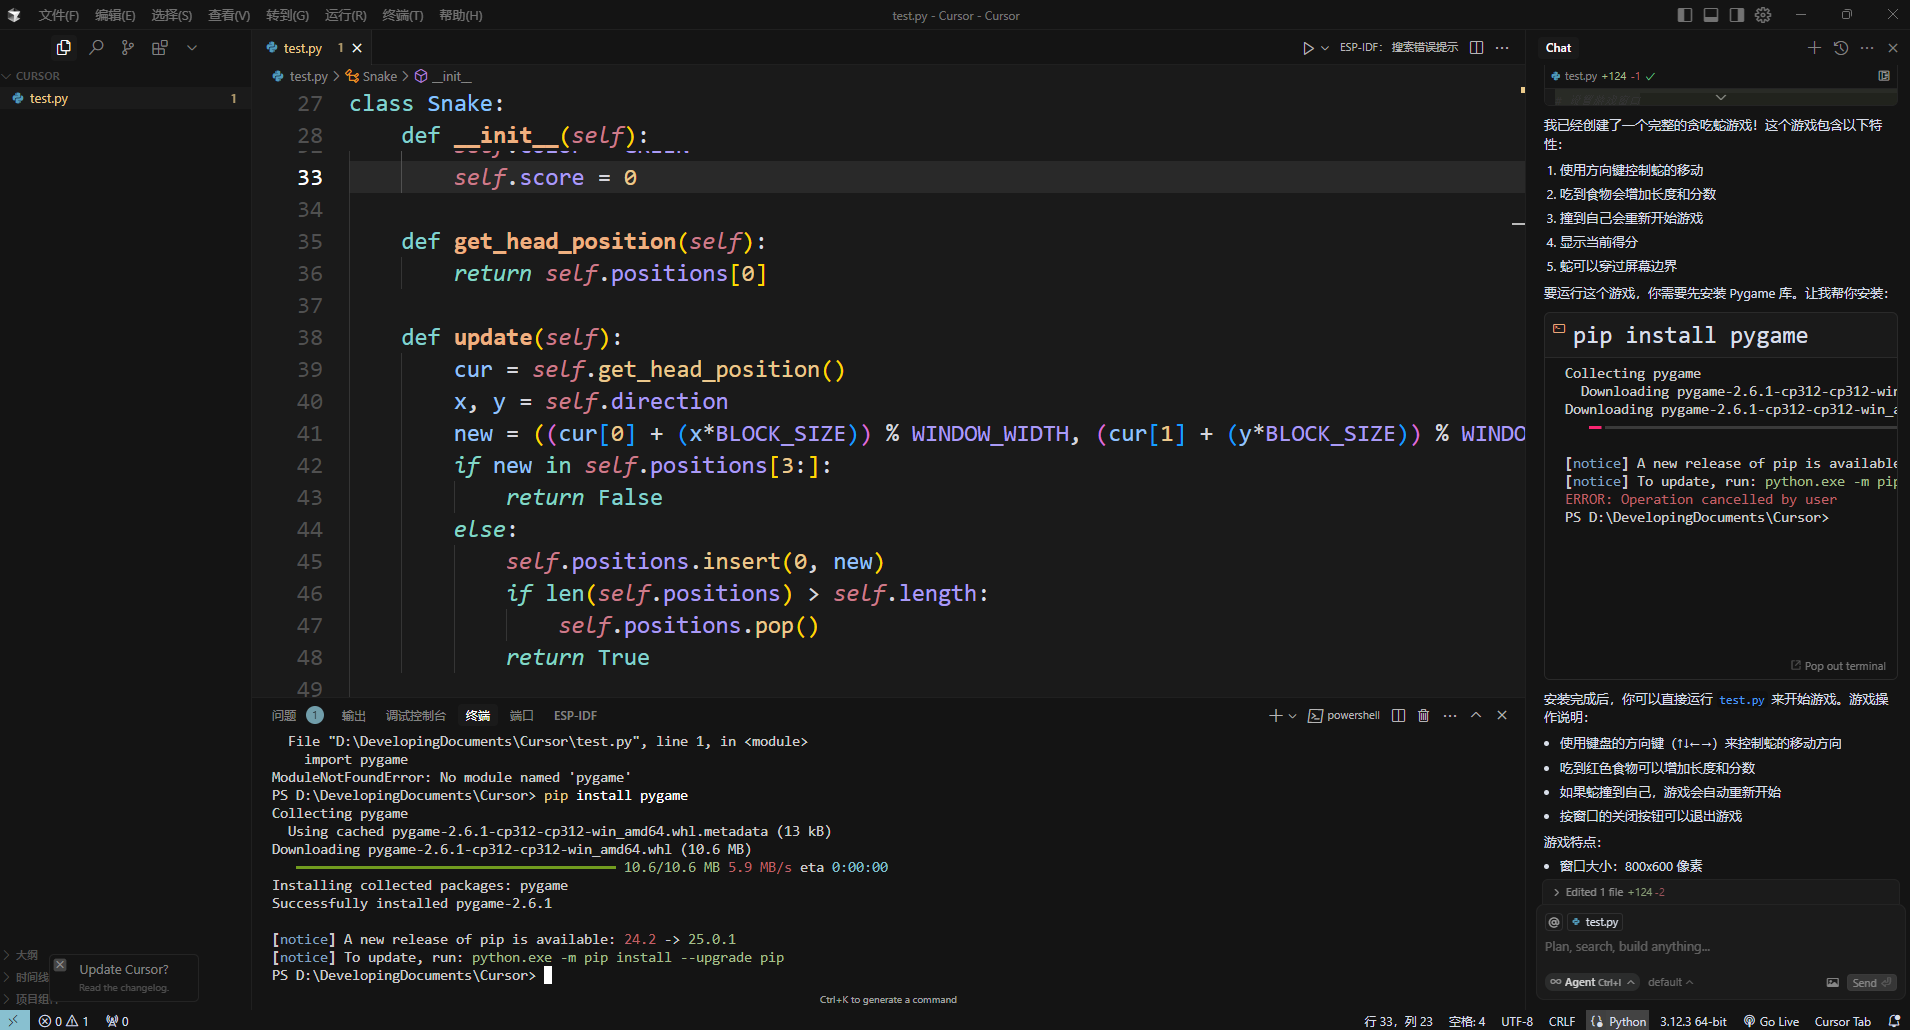 文件(F) 编辑(E) 选择(S) 查看(V) 转到(G) 运行(R) 终端(T) 帮助(H)
test.py - Cursor - Cursor
CURSOR
test.py 1
test.py 1
ESP-IDF: 搜索错误提示
test.py > Snake > __init__
27 class Snake:
28 def __init__(self):
33 self.score = 0
34
35 def get_head_position(self):
36 return self.positions[0]
37
38 def update(self):
39 cur = self.get_head_position()
40 x, y = self.direction
41 new = ((cur[0] + (x*BLOCK_SIZE)) % WINDOW_WIDTH, (cur[1] + (y*BLOCK_SIZE)) % WINDO
42 if new in self.positions[3:]:
43 return False
44 else:
45 self.positions.insert(0, new)
46 if len(self.positions) > self.length:
47 self.positions.pop()
48 return True
49
问题 1 输出 调试控制台 终端 端口 ESP-IDF
powershell
File "D:\DevelopingDocuments\Cursor\test.py", line 1, in <module>
import pygame
ModuleNotFoundError: No module named 'pygame'
PS D:\DevelopingDocuments\Cursor> pip install pygame
Collecting pygame
Using cached pygame-2.6.1-cp312-cp312-win_amd64.whl.metadata (13 kB)
Downloading pygame-2.6.1-cp312-cp312-win_amd64.whl (10.6 MB)
10.6/10.6 MB 5.9 MB/s eta 0:00:00
Installing collected packages: pygame
Successfully installed pygame-2.6.1
[notice] A new release of pip is available: 24.2 -> 25.0.1
[notice] To update, run: python.exe -m pip install --upgrade pip
PS D:\DevelopingDocuments\Cursor>
Ctrl+K to generate a command
大纲
时间线
Update Cursor?
Read the changelog.
Chat
test.py +124 -1
我已经创建了一个完整的贪吃蛇游戏！这个游戏包含以下特
性：
1. 使用方向键控制蛇的移动
2. 吃到食物会增加长度和分数
3. 撞到自己会重新开始游戏
4. 显示当前得分
5. 蛇可以穿过屏幕边界
要运行这个游戏，你需要先安装 Pygame 库。让我帮你安装：
pip install pygame
Collecting pygame
Downloading pygame-2.6.1-cp312-cp312-win
Downloading pygame-2.6.1-cp312-cp312-win_a
[notice] A new release of pip is available
[notice] To update, run: python.exe -m pip
ERROR: Operation cancelled by user
PS D:\DevelopingDocuments\Cursor>
Pop out terminal
安装完成后，你可以直接运行 test.py 来开始游戏。游戏操
作说明：
• 使用键盘的方向键（↑↓←→）来控制蛇的移动方向
• 吃到红色食物可以增加长度和分数
• 如果蛇撞到自己，游戏会自动重新开始
• 按窗口的关闭按钮可以退出游戏
游戏特点：
• 窗口大小：800x600 像素
Edited 1 file +124 -2
@ test.py
Plan, search, build anything...
Agent Ctrl+I default
Send
0 1 0
行 33，列 23 空格: 4 UTF-8 CRLF Python 3.12.3 64-bit Go Live Cursor Tab